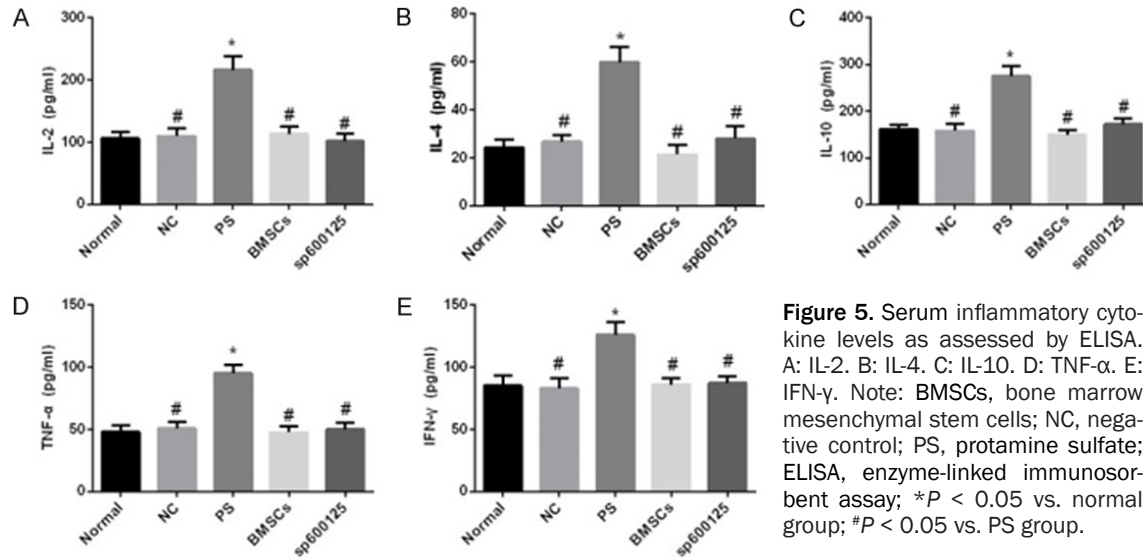 A
300
200
100
0
IL-2 (pg/ml)
*
#
#
#
Normal
NC
PS
BMSCs
sp600125
B
80
60
40
20
0
IL-4 (pg/ml)
*
#
#
#
Normal
NC
PS
BMSCs
sp600125
C
400
300
200
100
0
IL-10 (pg/ml)
*
#
#
#
Normal
NC
PS
BMSCs
sp600125
D
150
100
50
0
TNF-α (pg/ml)
*
#
#
#
Normal
NC
PS
BMSCs
sp600125
E
150
100
50
0
IFN-γ (pg/ml)
*
#
#
#
Normal
NC
PS
BMSCs
sp600125
Figure 5. Serum inflammatory cyto-
kine levels as assessed by ELISA.
A: IL-2. B: IL-4. C: IL-10. D: TNF-α. E:
IFN-γ. Note: BMSCs, bone marrow
mesenchymal stem cells; NC, nega-
tive control; PS, protamine sulfate;
ELISA, enzyme-linked immunosor-
bent assay; *P < 0.05 vs. normal
group; #P < 0.05 vs. PS group.